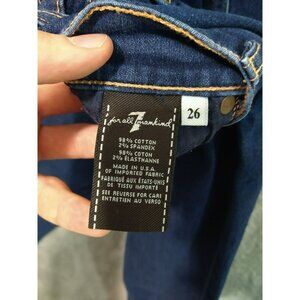 for all 7 mankind
26
98% COTTON
2% SPANDEX
98% COTON
2% ELASTHANNE
MADE IN U.S.A.
OF IMPORTED FABRIC
FABRIQUÉ AUX ÉTATS-UNIS
DE TISSU IMPORTÉ
SEE REVERSE FOR CARE
ENTRETIEN AU VERSO